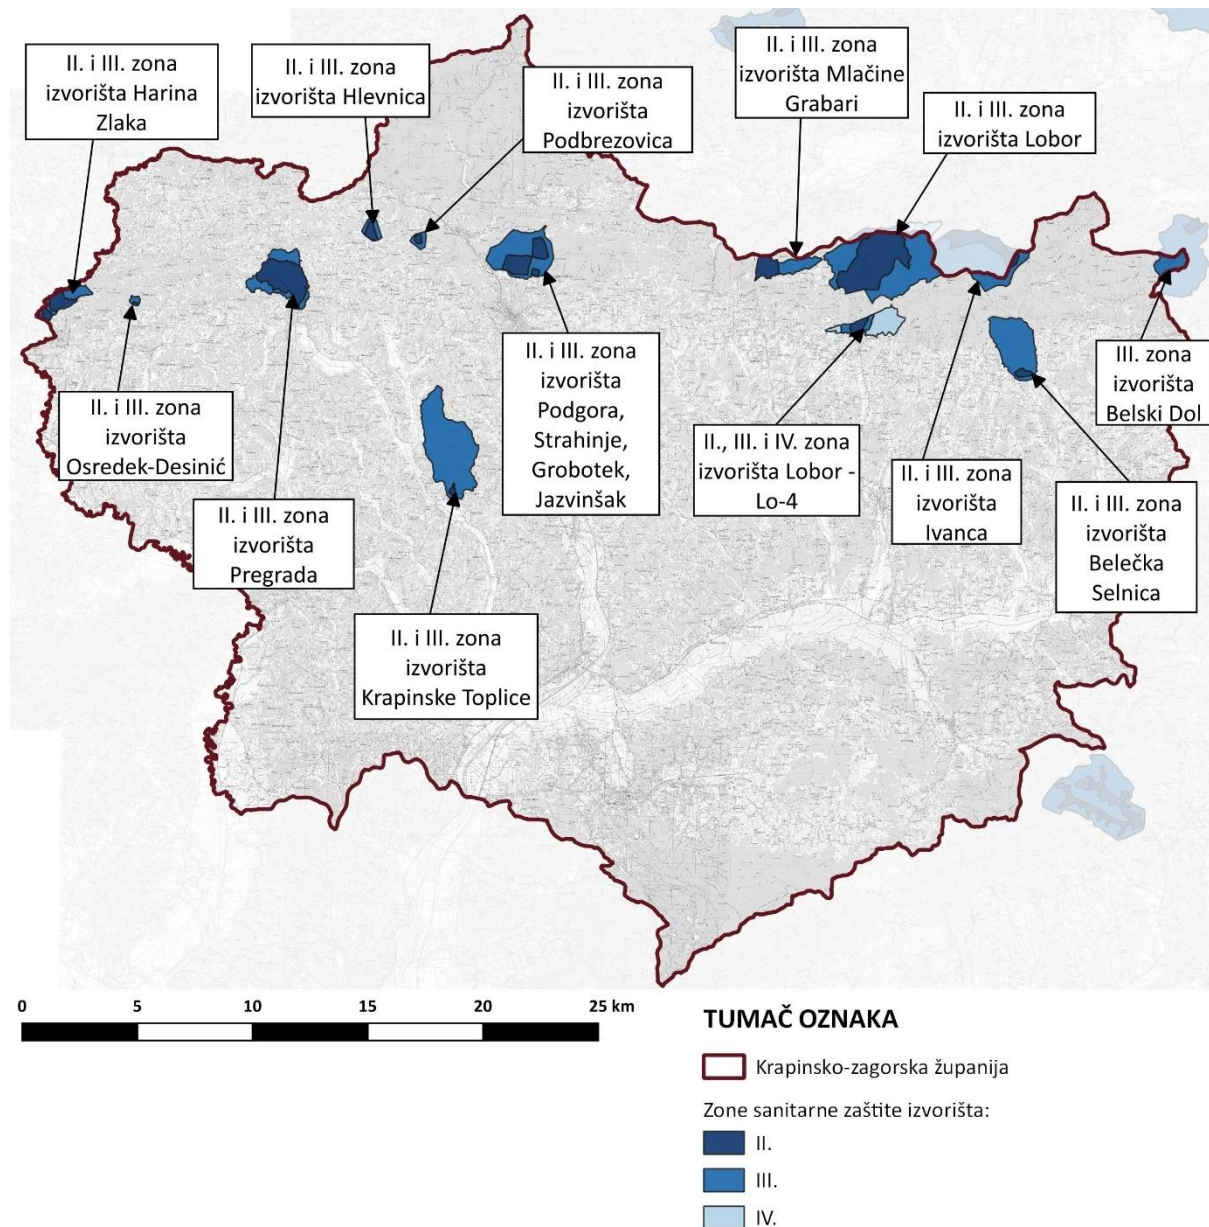 II. i III. zona
izvorišta Harina
Zlaka
II. i III. zona
izvorišta Hlevnica
II. i III. zona
izvorišta
Podbrezovica
II. i III. zona
izvorišta Mlačine
Grabari
II. i III. zona
izvorišta Lobor
II. i III. zona
izvorišta
Osredek-Desinić
II. i III. zona
izvorišta
Pregrada
II. i III. zona
izvorišta
Krapinske Toplice
II. i III. zona
izvorišta
Podgora,
Strahinje,
Grobotek,
Jazvinšak
II., III. i IV. zona
izvorišta Lobor -
Lo-4
II. i III. zona
izvorišta
Ivanca
II. i III. zona
izvorišta
Belečka
Selnica
III. zona
izvorišta
Belski Dol
0 5 10 15 20 25 km
TUMAČ OZNAKA
Krapinsko-zagorska županija
Zone sanitarne zaštite izvorišta:
II.
III.
IV.